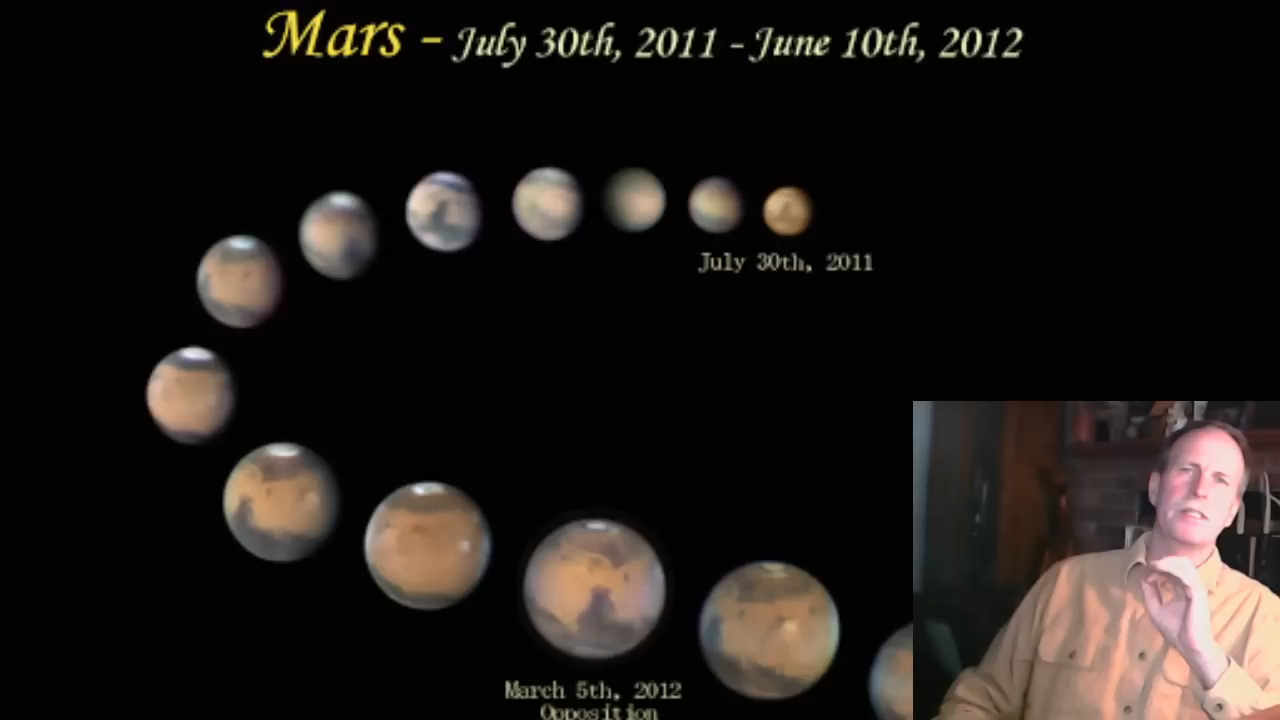 Mars - July 30th, 2011 - June 10th, 2012
July 30th, 2011
March 5th, 2012
Opposition